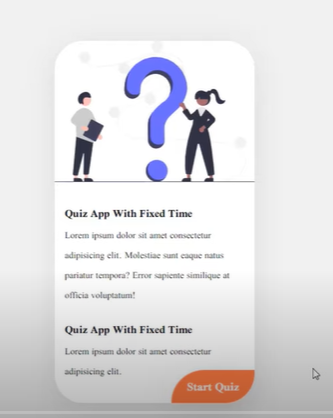 Quiz App With Fixed Time
Lorem ipsum dolor sit amet consectetur
adipisicing elit. Molestiae sunt eaque natus
pariatur tempora? Error sapiente similique at
officia voluptatum!
Quiz App With Fixed Time
Lorem ipsum dolor sit amet consectetur
adipisicing elit.
Start Quiz